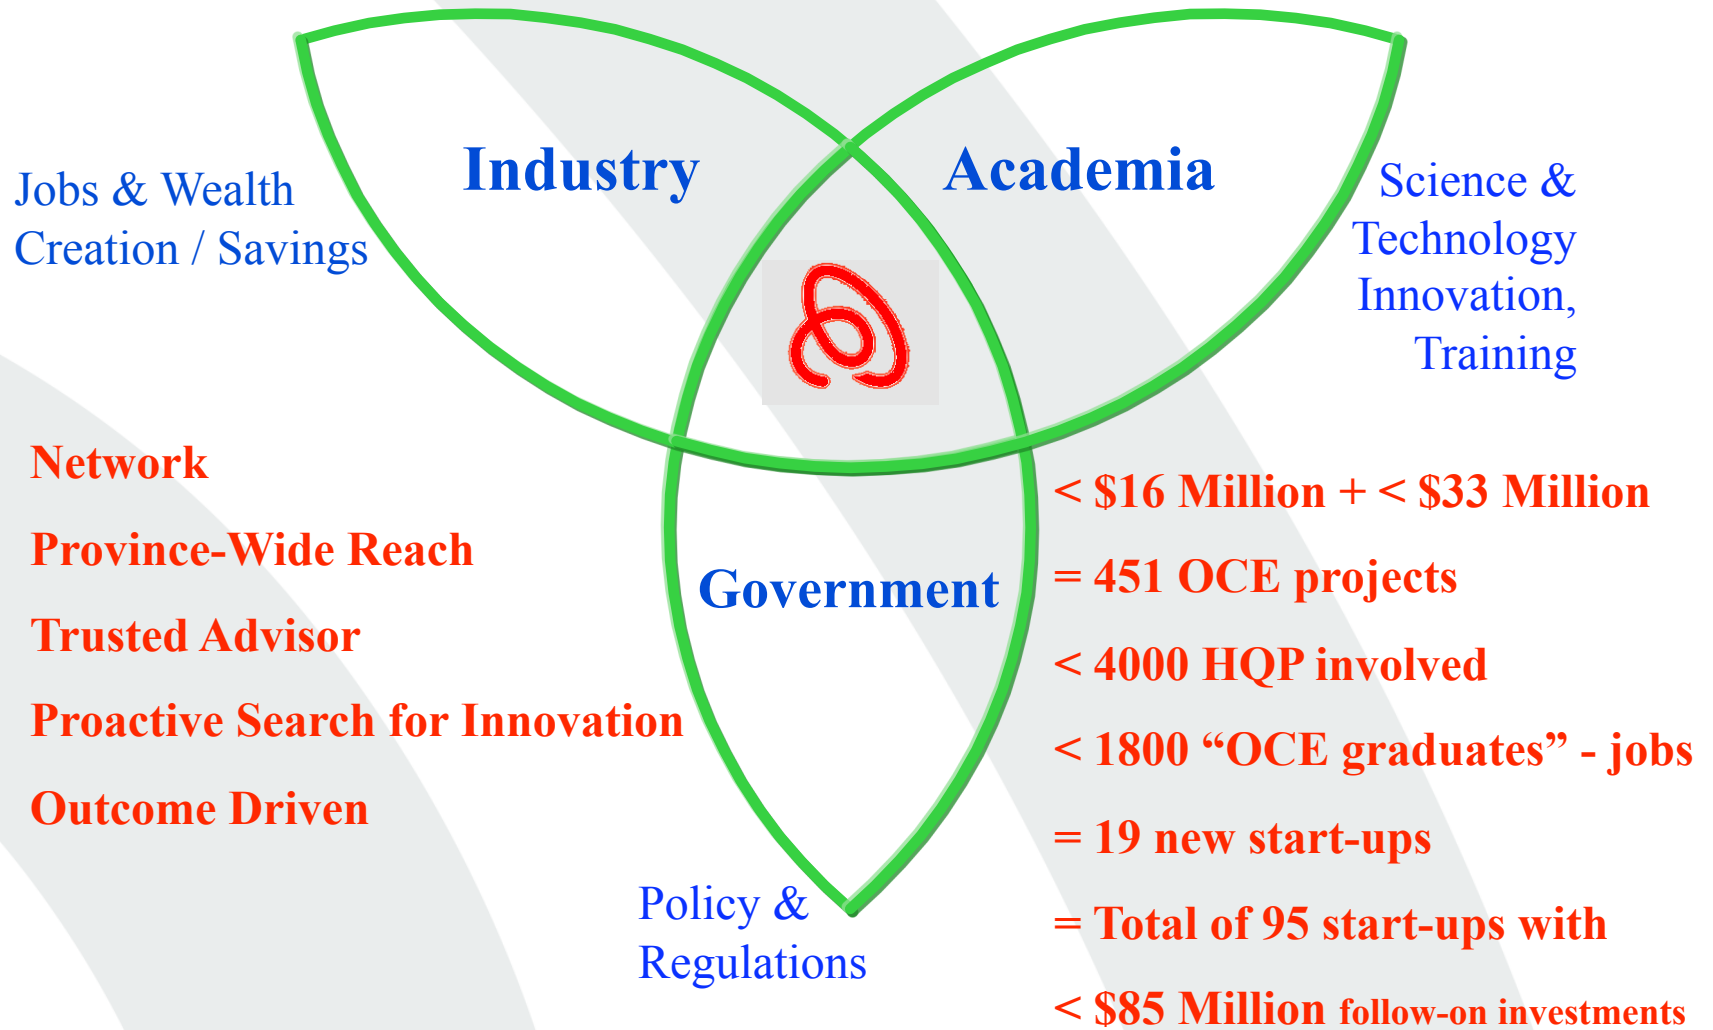 Industry
Academia
Jobs & Wealth
Creation / Savings
Science &
Technology
Innovation,
Training
Network
Province-Wide Reach
Trusted Advisor
Proactive Search for Innovation
Outcome Driven
Government
Policy &
Regulations
< $16 Million + < $33 Million
= 451 OCE projects
< 4000 HQP involved
< 1800 “OCE graduates” - jobs
= 19 new start-ups
= Total of 95 start-ups with
< $85 Million follow-on investments